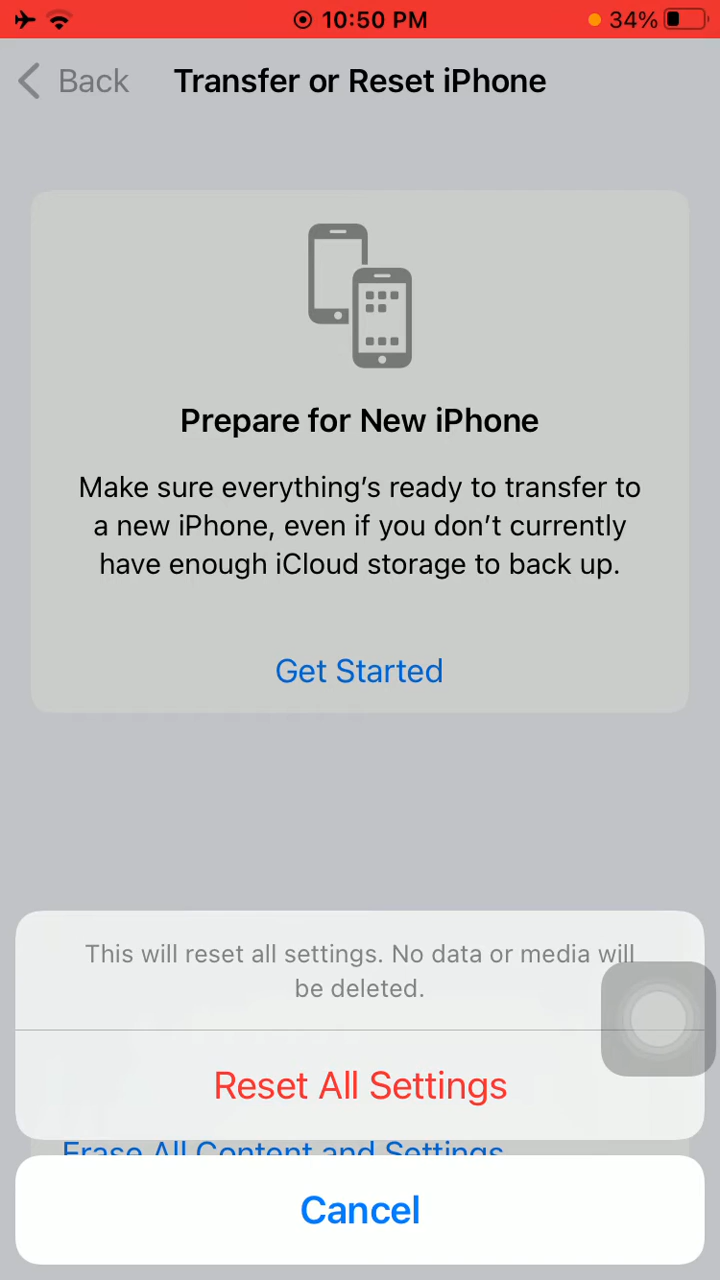 10:50 PM
34%
Back
Transfer or Reset iPhone
Prepare for New iPhone
Make sure everything's ready to transfer to
a new iPhone, even if you don't currently
have enough iCloud storage to back up.
Get Started
This will reset all settings. No data or media will
be deleted.
Reset All Settings
Erase All Content and Settings
Cancel